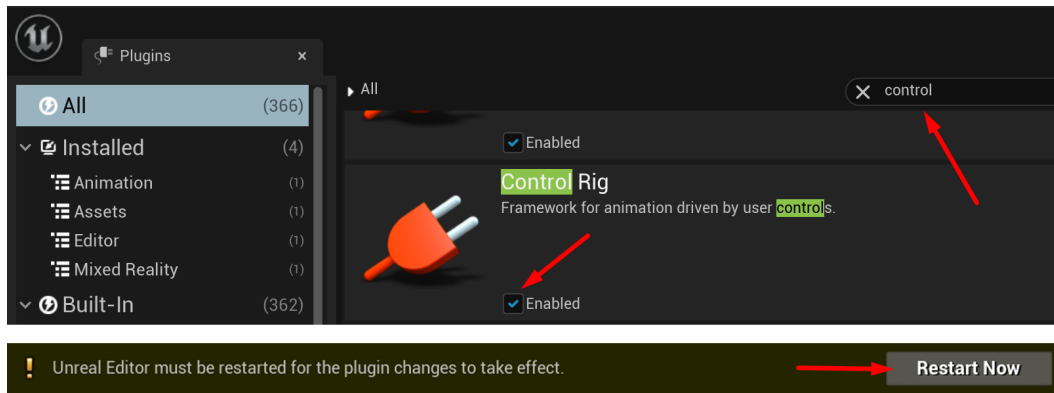 Plugins
All
control
All (366)
Enabled
Installed (4)
Control Rig
Animation (1)
Framework for animation driven by user controls.
Assets (1)
Editor (1)
Mixed Reality (1)
Built-In (362)
Enabled
Unreal Editor must be restarted for the plugin changes to take effect.
Restart Now